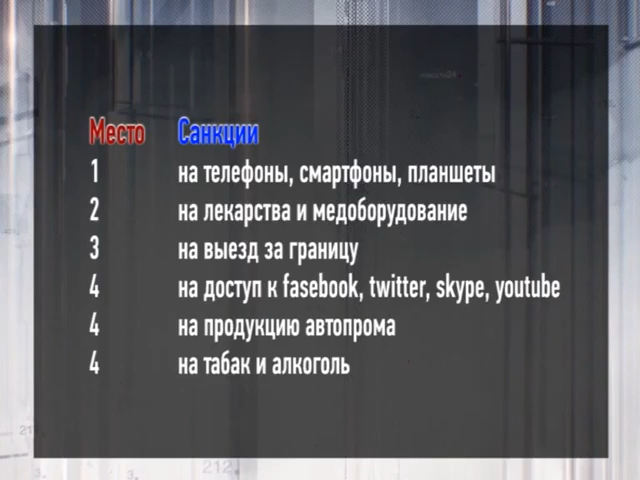 Место Санкции
1 на телефоны, смартфоны, планшеты
2 на лекарства и медоборудование
3 на выезд за границу
4 на доступ к fasebook, twitter, skype, youtube
4 на продукцию автопрома
4 на табак и алкоголь
212.